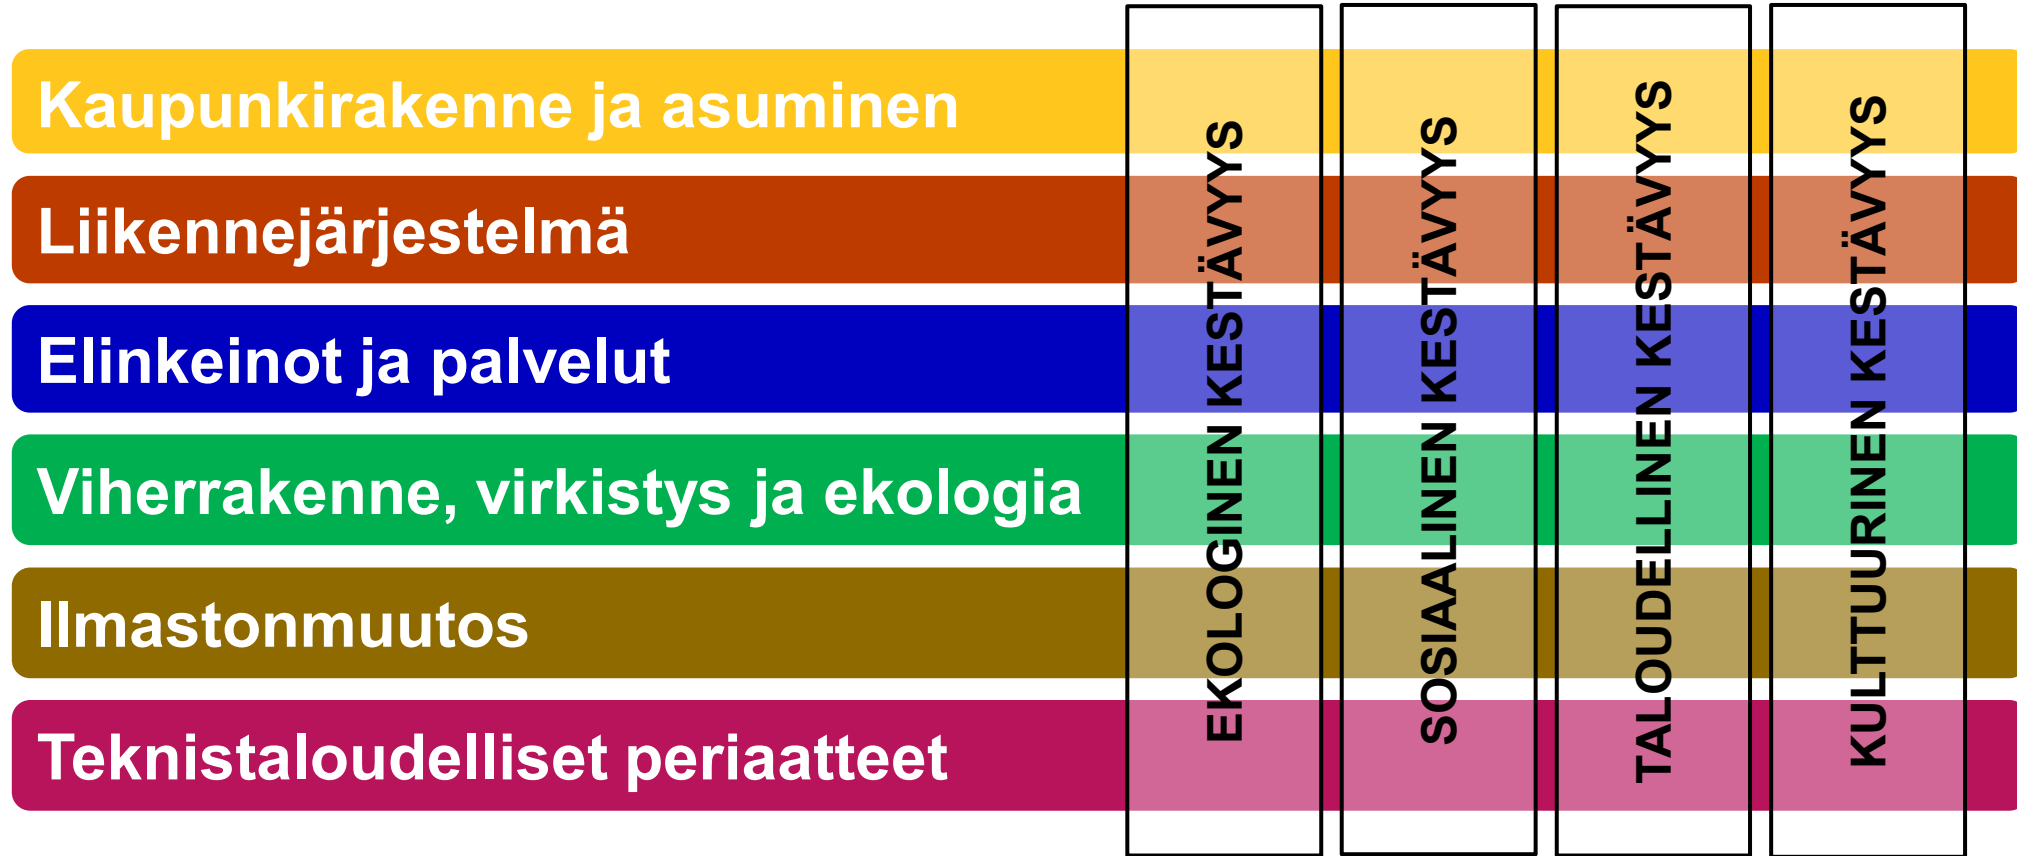 Kaupunkirakenne ja asuminen
Liikennejärjestelmä
Elinkeinot ja palvelut
Viherrakenne, virkistys ja ekologia
Ilmastonmuutos
Teknistaloudelliset periaatteet
EKOLOGINEN KESTÄVYYS
SOSIAALINEN KESTÄVYYS
TALOUDELLINEN KESTÄVYYS
KULTTUURINEN KESTÄVYYS